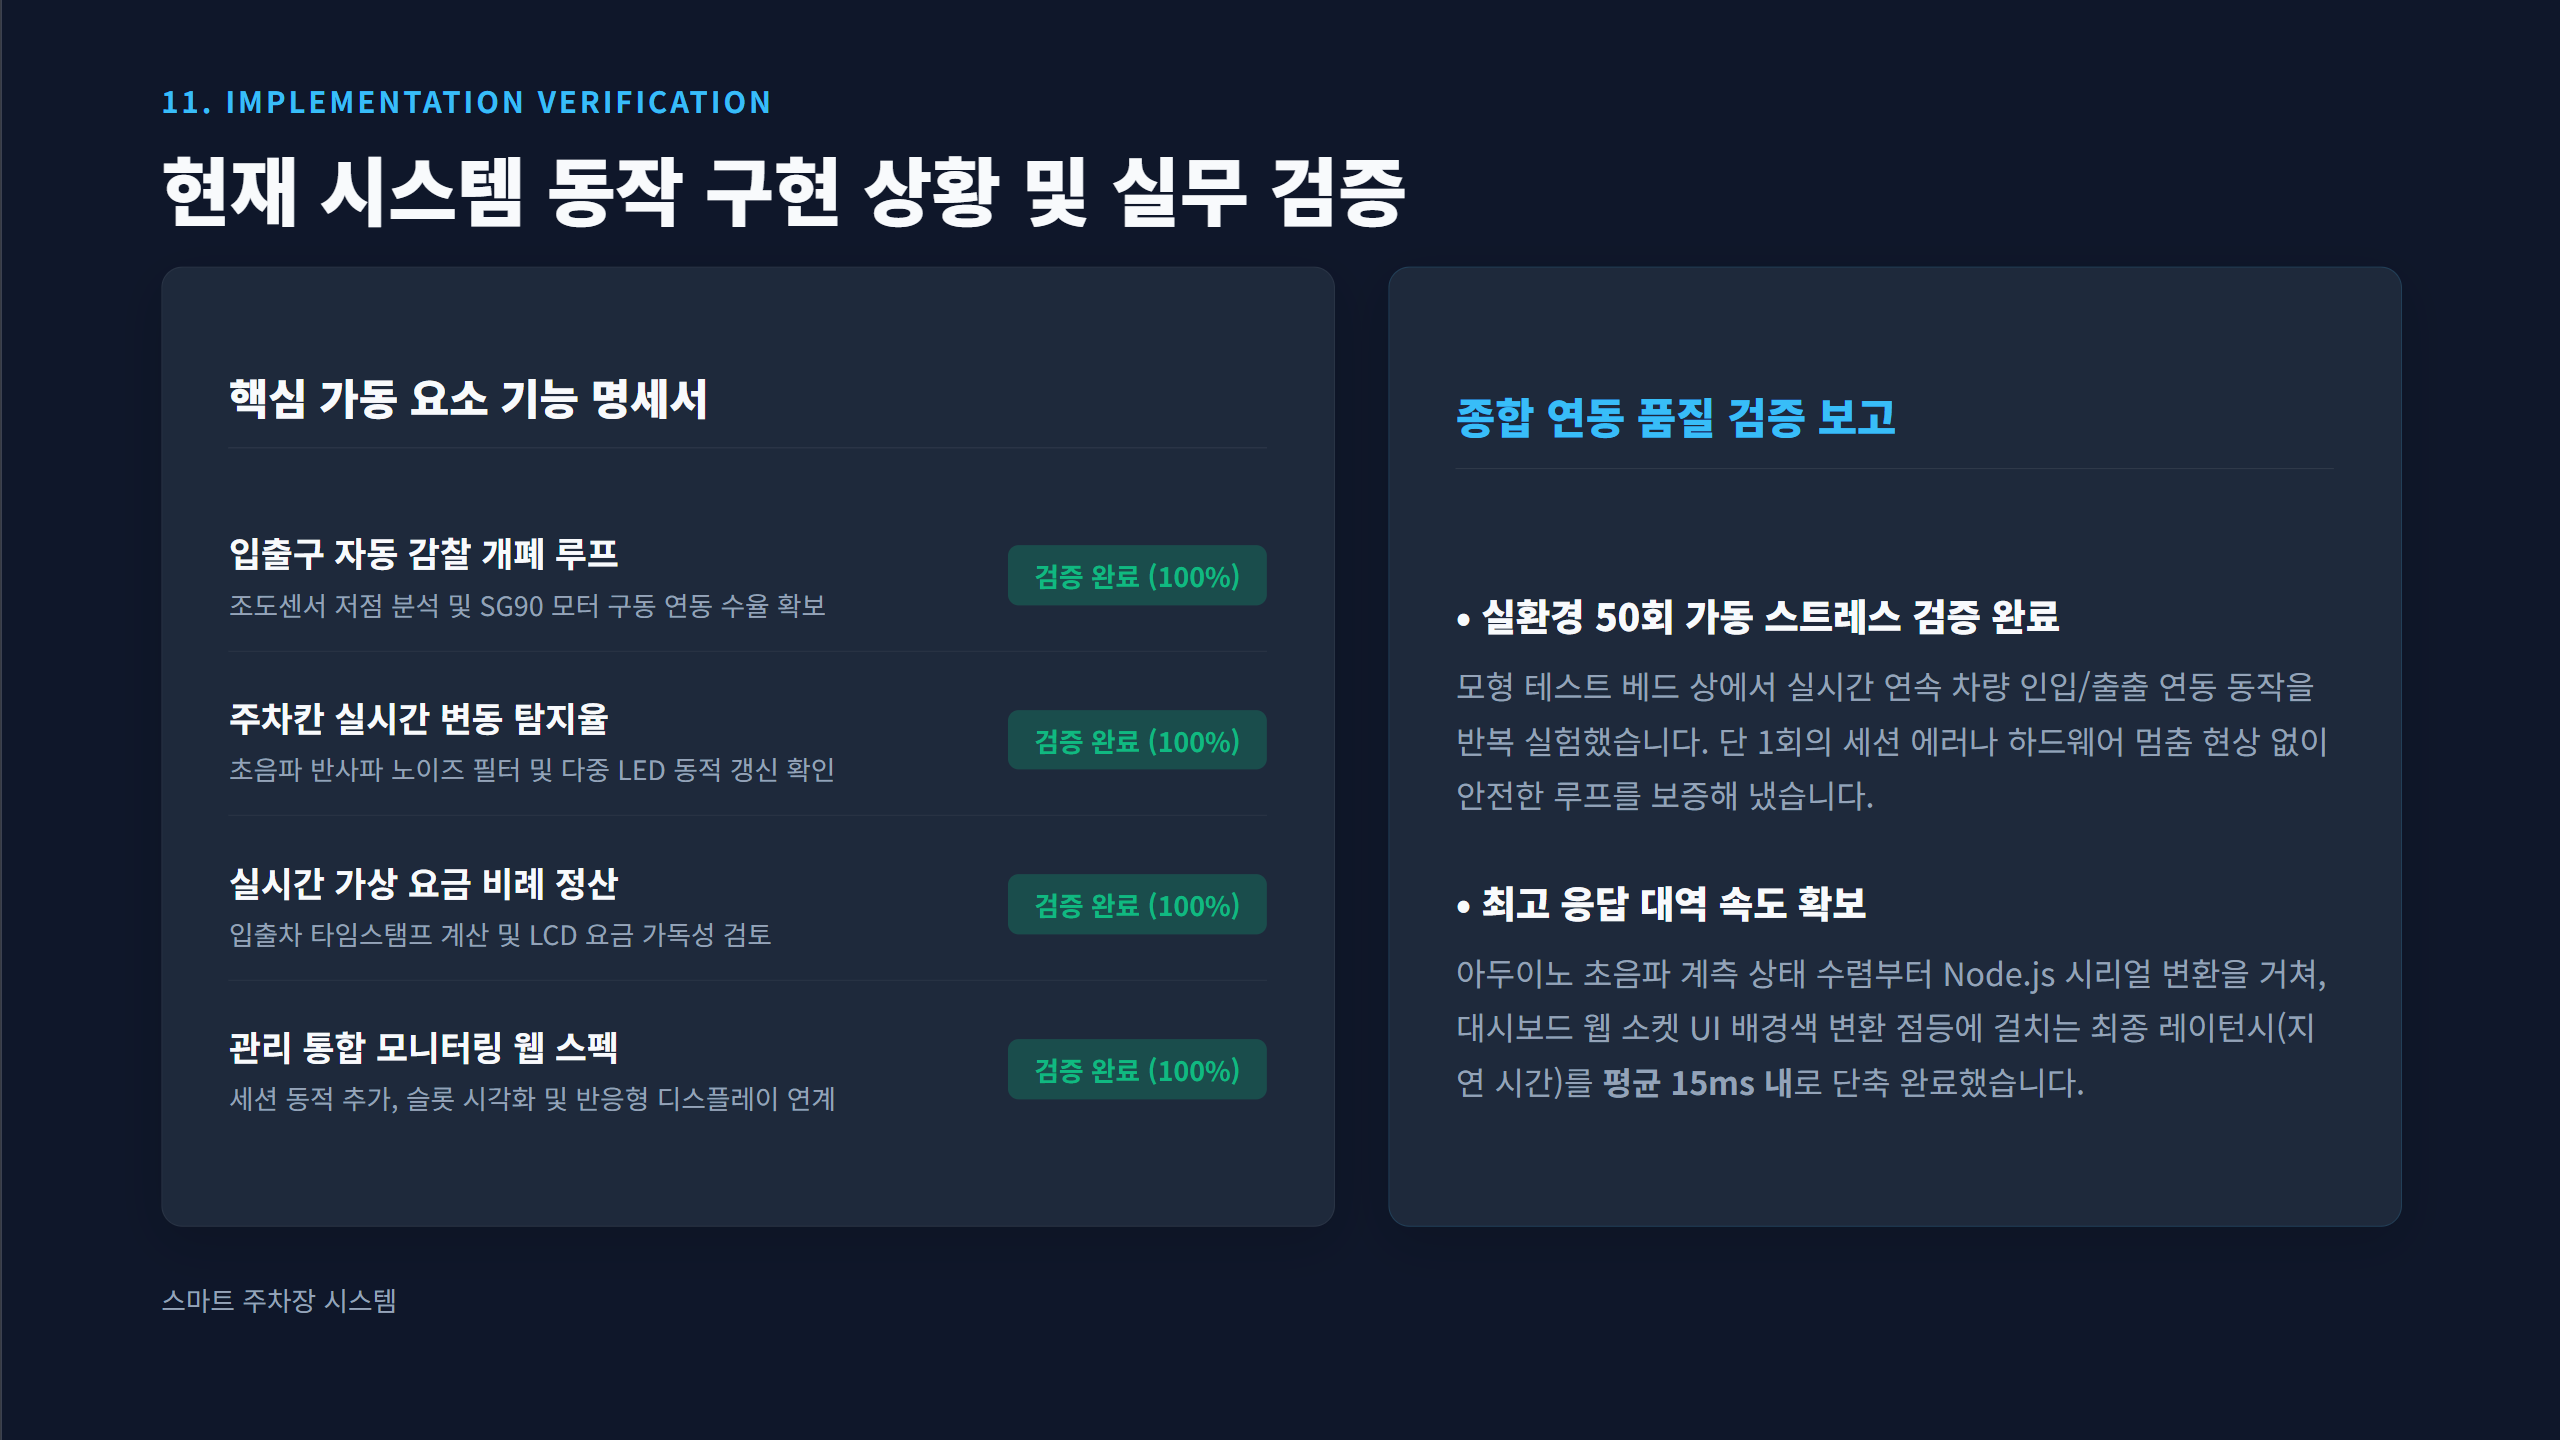 11. IMPLEMENTATION VERIFICATION
현재 시스템 동작 구현 상황 및 실무 검증
핵심 가동 요소 기능 명세서
입출구 자동 감찰 개폐 루프
조도센서 저점 분석 및 SG90 모터 구동 연동 수율 확보
검증 완료 (100%)
주차칸 실시간 변동 탐지율
초음파 반사파 노이즈 필터 및 다중 LED 동적 갱신 확인
검증 완료 (100%)
실시간 가상 요금 비례 정산
입출차 타임스탬프 계산 및 LCD 요금 가독성 검토
검증 완료 (100%)
관리 통합 모니터링 웹 스펙
세션 동적 추가, 슬롯 시각화 및 반응형 디스플레이 연계
검증 완료 (100%)
종합 연동 품질 검증 보고
• 실환경 50회 가동 스트레스 검증 완료
모형 테스트 베드 상에서 실시간 연속 차량 인입/출출 연동 동작을
반복 실험했습니다. 단 1회의 세션 에러나 하드웨어 멈춤 현상 없이
안전한 루프를 보증해 냈습니다.
• 최고 응답 대역 속도 확보
아두이노 초음파 계측 상태 수렴부터 Node.js 시리얼 변환을 거쳐,
대시보드 웹 소켓 UI 배경색 변환 점등에 걸치는 최종 레이턴시(지
연 시간)를 평균 15ms 내로 단축 완료했습니다.
스마트 주차장 시스템